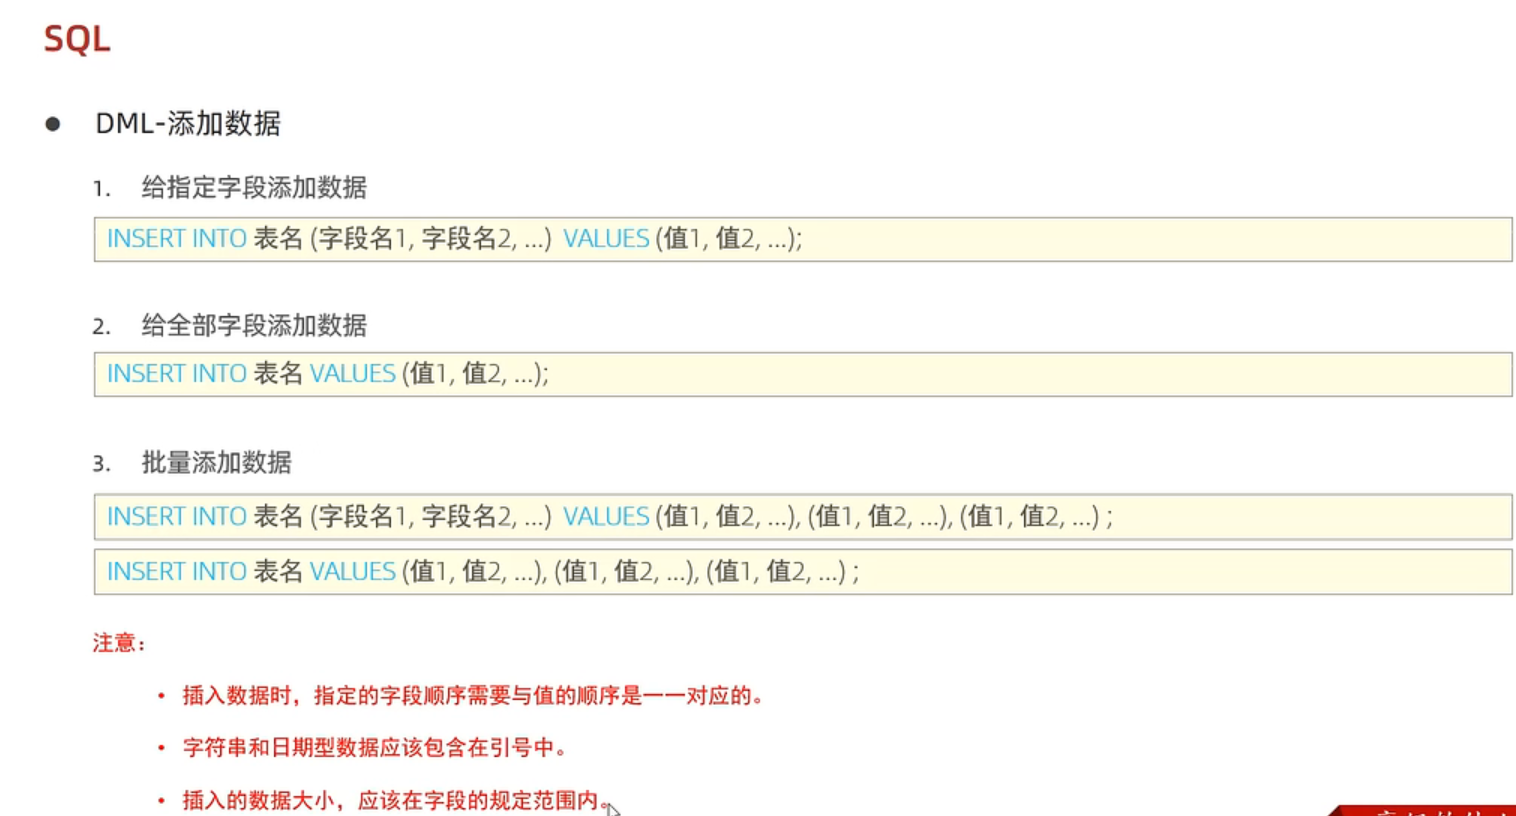 SQL
● DML-添加数据
1. 给指定字段添加数据
INSERT INTO 表名 (字段名1, 字段名2, ...) VALUES (值1, 值2, ...);
2. 给全部字段添加数据
INSERT INTO 表名 VALUES (值1, 值2, ...);
3. 批量添加数据
INSERT INTO 表名 (字段名1, 字段名2, ...) VALUES (值1, 值2, ...), (值1, 值2, ...), (值1, 值2, ...) ;
INSERT INTO 表名 VALUES (值1, 值2, ...), (值1, 值2, ...), (值1, 值2, ...) ;
注意：
• 插入数据时，指定的字段顺序需要与值的顺序是一一对应的。
• 字符串和日期型数据应该包含在引号中。
• 插入的数据大小，应该在字段的规定范围内。